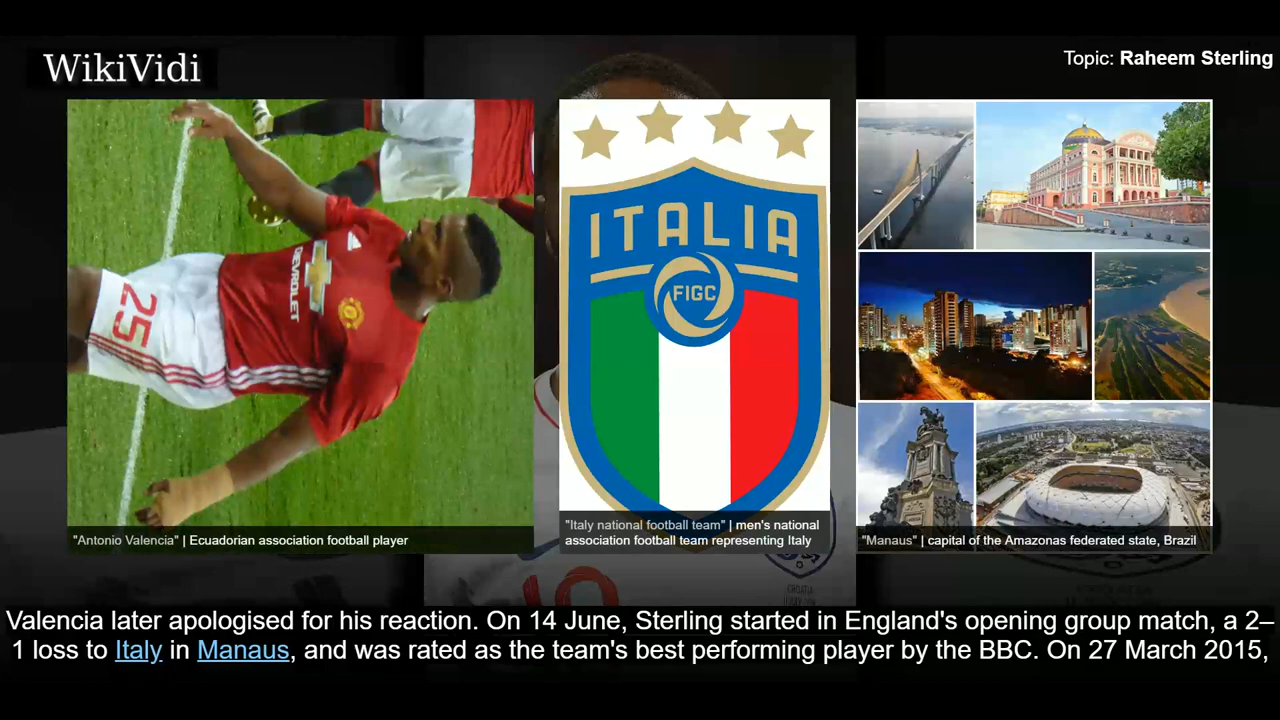 WikiVidi
Topic: Raheem Sterling
CHEVROLET
25
ITALIA
FIGC
"Antonio Valencia" | Ecuadorian association football player
"Italy national football team" | men's national
association football team representing Italy
"Manaus" | capital of the Amazonas federated state, Brazil
CROATIA
10
Valencia later apologised for his reaction. On 14 June, Sterling started in England's opening group match, a 2–
1 loss to Italy in Manaus, and was rated as the team's best performing player by the BBC. On 27 March 2015,